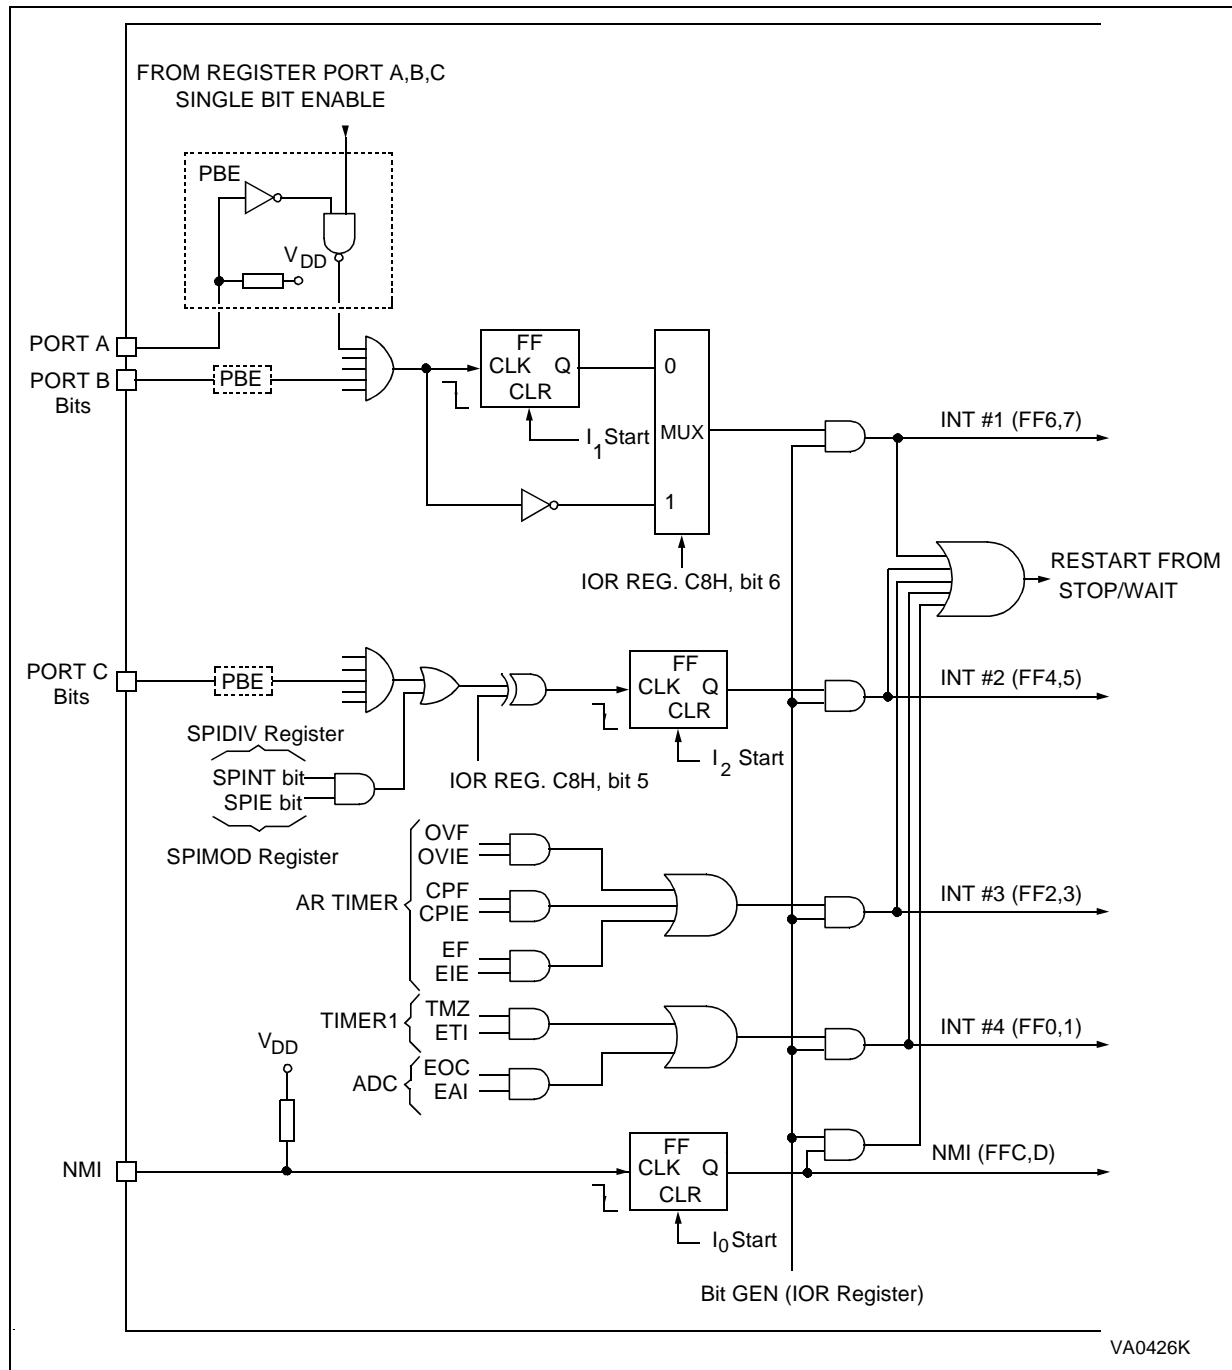 FROM REGISTER PORT A,B,C
SINGLE BIT ENABLE
PBE
VDD
PORT A
PORT B
Bits
PBE
FF
CLK Q
CLR
I1 Start
0
MUX
1
IOR REG. C8H, bit 6
INT #1 (FF6,7)
RESTART FROM
STOP/WAIT
PORT C
Bits
PBE
FF
CLK Q
CLR
I2 Start
INT #2 (FF4,5)
SPIDIV Register
SPINT bit
SPIE bit
SPIMOD Register
IOR REG. C8H, bit 5
AR TIMER
OVF
OVIE
CPF
CPIE
EF
EIE
INT #3 (FF2,3)
TIMER1
TMZ
ETI
ADC
EOC
EAI
INT #4 (FF0,1)
VDD
NMI
FF
CLK Q
CLR
I0 Start
NMI (FFC,D)
Bit GEN (IOR Register)
VA0426K